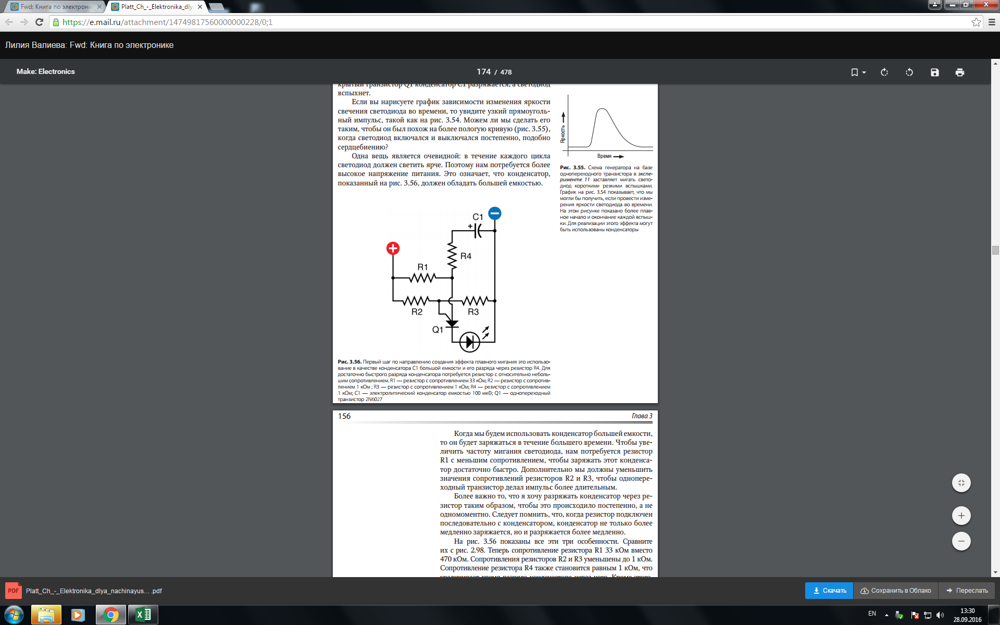 Fwd: Книга по электрони
Platt_Ch_-_Elektronika_dly
https://e.mail.ru/attachment/14749817560000000228/0;1
Лилия Валиева: Fwd: Книга по электронике
Make: Electronics
174 / 478
крытый транзистор Q1 конденсатор C1 разряжается, а светодиод
вспыхнет.
Если вы нарисуете график зависимости изменения яркости
свечения светодиода во времени, то увидите узкий прямоуголь-
ный импульс, такой как на рис. 3.54. Можем ли мы сделать его
таким, чтобы он был похож на более пологую кривую (рис. 3.55),
когда светодиод включался и выключался постепенно, подобно
сердцебиению?
Одна вещь является очевидной: в течение каждого цикла
светодиод должен светить ярче. Поэтому нам потребуется более
высокое напряжение питания. Это означает, что конденсатор,
показанный на рис. 3.56, должен обладать большей емкостью.
Яркость
Время
Рис. 3.55. Схема генератора на базе
однопереходного транзистора в экспе-
рименте 11 заставляет мигать свето-
диод короткими резкими вспышками.
График на рис. 3.54 показывает, что мы
могли бы получить, если провести изме-
рения яркости светодиода во времени.
На этом рисунке показано более плав-
ное начало и окончание каждой вспыш-
ки. Для реализации этого эффекта могут
быть использованы конденсаторы
C1
+
R4
R1
R2
R3
Q1
Рис. 3.56. Первый шаг по направлению создания эффекта плавного мигания это использо-
вание в качестве конденсатора C1 большой емкости и его разряда через резистор R4. Для
достаточно быстрого разряда конденсатора потребуется резистор с относительно неболь-
шим сопротивлением. R1 — резистор с сопротивлением 33 кОм; R2 — резистор с сопротив-
лением 1 кОм ; R3 — резистор с сопротивлением 1 кОм; R4 — резистор с сопротивлением
1 кОм; C1 — электролитический конденсатор емкостью 100 мкФ; Q1 — однопереходный
транзистор 2N6027
156
Глава 3
Когда мы будем использовать конденсатор большей емкости,
то он будет заряжаться в течение большего времени. Чтобы уве-
личить частоту мигания светодиода, нам потребуется резистор
R1 с меньшим сопротивлением, чтобы заряжать этот конденса-
тор достаточно быстро. Дополнительно мы должны уменьшить
значения сопротивлений резисторов R2 и R3, чтобы однопере-
ходный транзистор делал импульс более длительным.
Более важно то, что я хочу разряжать конденсатор через ре-
зистор таким образом, чтобы это происходило постепенно, а не
одномоментно. Следует помнить, что, когда резистор подключен
последовательно с конденсатором, конденсатор не только более
медленно заряжается, но и разряжается более медленно.
На рис. 3.56 показаны все эти три особенности. Сравните
их с рис. 2.98. Теперь сопротивление резистора R1 33 кОм вместо
470 кОм. Сопротивления резисторов R2 и R3 уменьшены до 1 кОм.
Сопротивление резистора R4 также становится равным 1 кОм, что
увеличивает время разряда конденсатора через него. Кроме этого,
PDF
Platt_Ch_-_Elektronika_dlya_nachinayus... .pdf
Скачать
Сохранить в Облако
Переслать
EN
13:30
28.09.2016